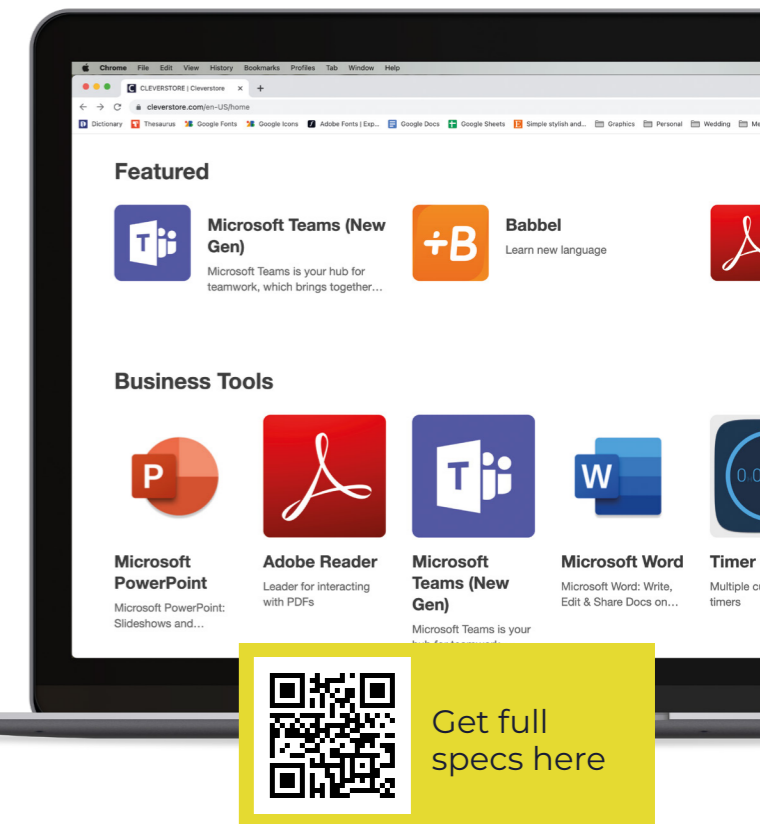 Chrome File Edit View History Bookmarks Profiles Tab Window Help
CLEVERSTORE | Cleverstore × +
cleverstore.com/en-US/home
Dictionary Thesaurus Google Fonts Google Icons Adobe Fonts | Exp... Google Docs Google Sheets Simple stylish and... Graphics Personal Wedding
Featured
Microsoft Teams (New
Gen)
Microsoft Teams is your hub for
teamwork, which brings together...
Babbel
Learn new language
Business Tools
Microsoft
PowerPoint
Microsoft PowerPoint:
Slideshows and...
Adobe Reader
Leader for interacting
with PDFs
Microsoft
Teams (New
Gen)
Microsoft Teams is your
Microsoft Word
Microsoft Word: Write,
Edit & Share Docs on...
Timer
Multiple
timers
Get full
specs here